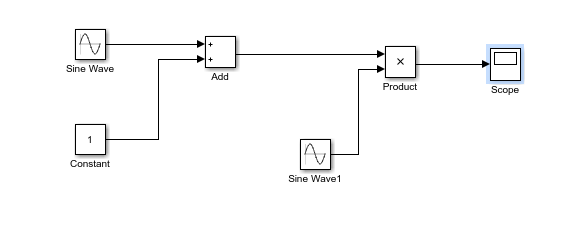 Sine Wave
+
+
Add
×
Product
Scope
1
Constant
Sine Wave1